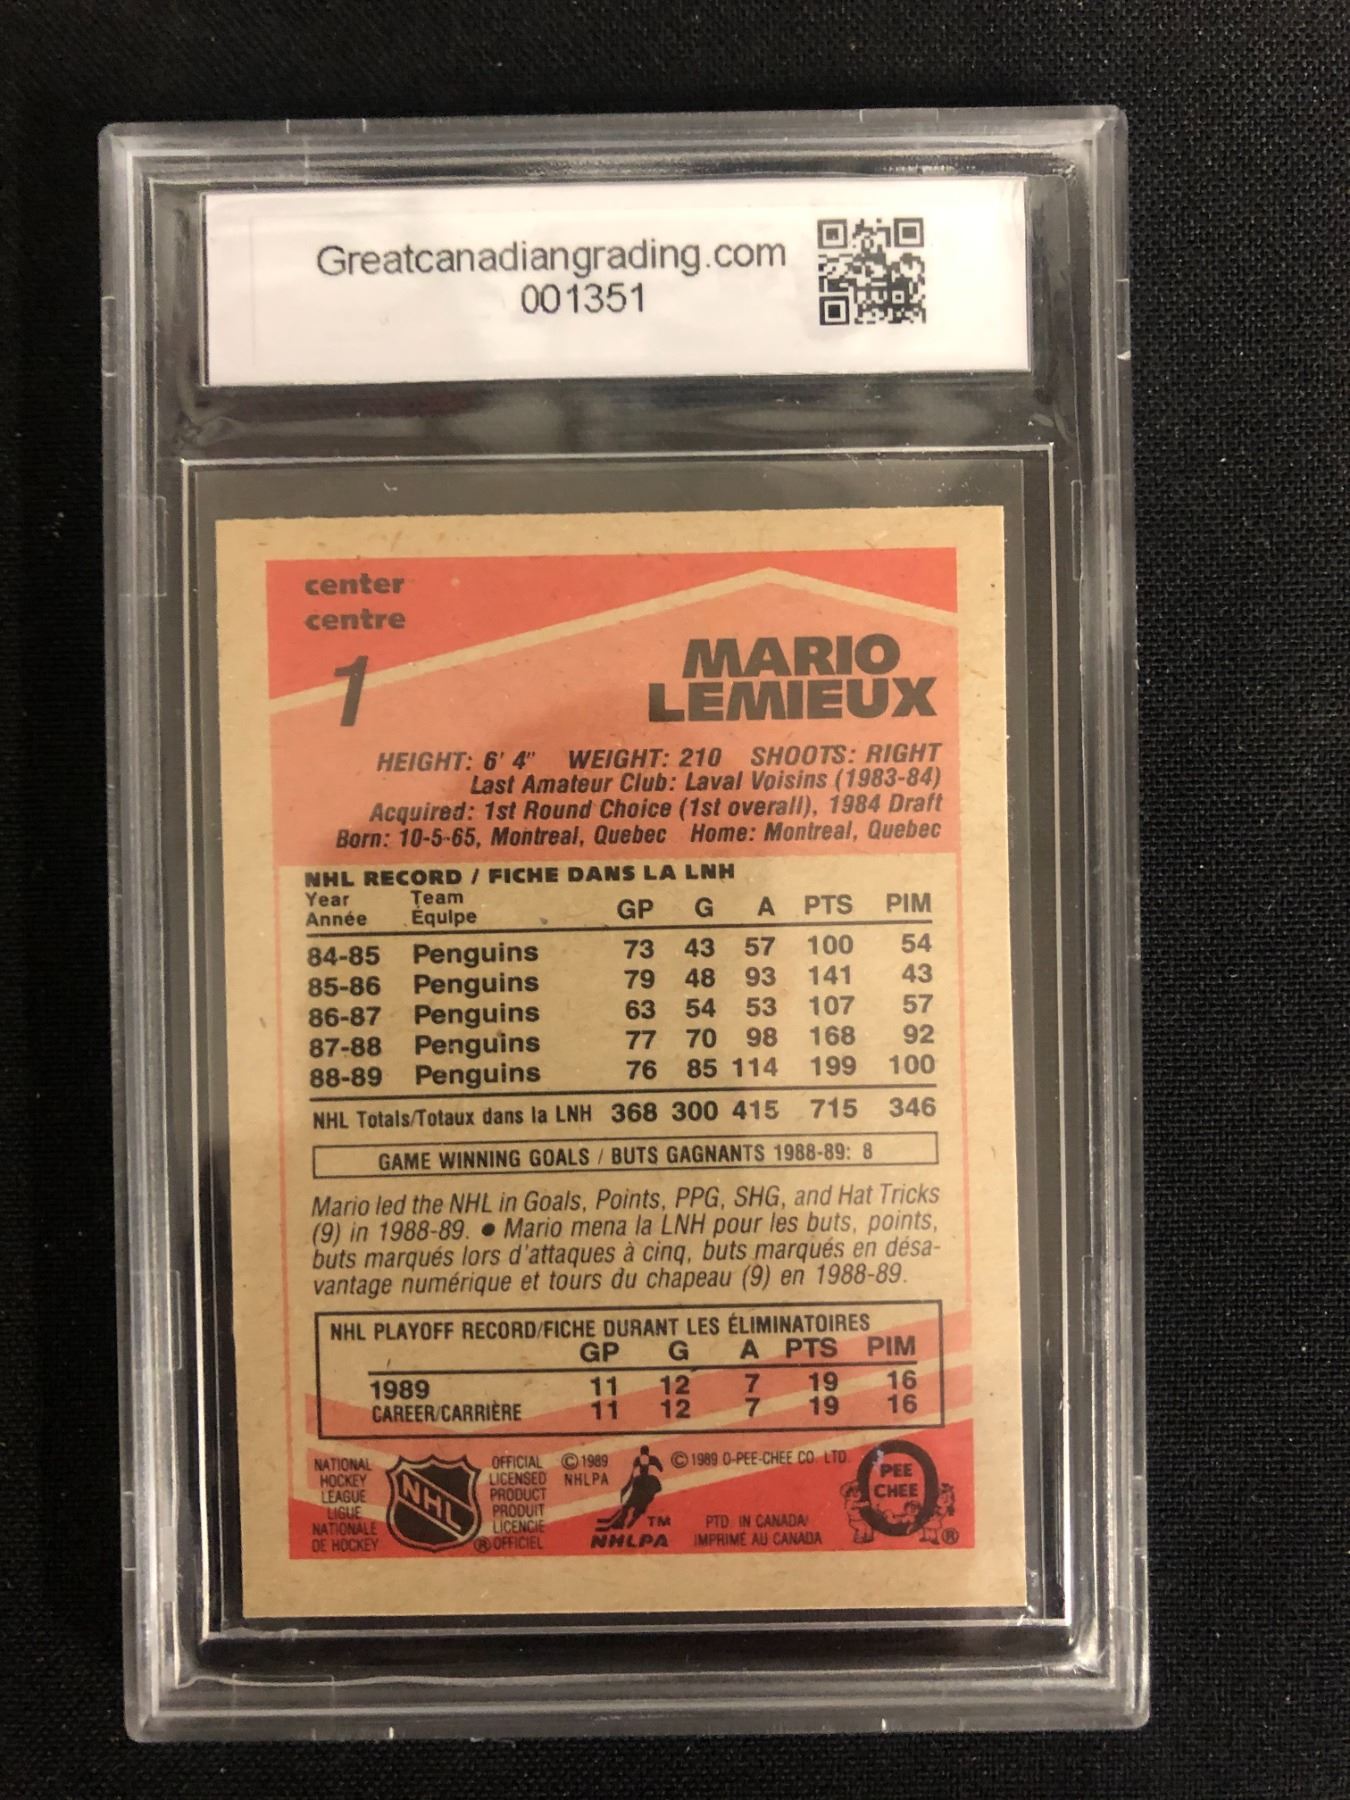 Greatcanadiangrading.com
001351
center
centre
1
MARIO
LEMIEUX
HEIGHT: 6' 4" WEIGHT: 210 SHOOTS: RIGHT
Last Amateur Club: Laval Voisins (1983-84)
Acquired: 1st Round Choice (1st overall), 1984 Draft
Born: 10-5-65, Montreal, Quebec Home: Montreal, Quebec
NHL RECORD / FICHE DANS LA LNH
Year Team
Année Équipe GP G A PTS PIM
84-85 Penguins 73 43 57 100 54
85-86 Penguins 79 48 93 141 43
86-87 Penguins 63 54 53 107 57
87-88 Penguins 77 70 98 168 92
88-89 Penguins 76 85 114 199 100
NHL Totals/Totaux dans la LNH 368 300 415 715 346
GAME WINNING GOALS / BUTS GAGNANTS 1988-89: 8
Mario led the NHL in Goals, Points, PPG, SHG, and Hat Tricks
(9) in 1988-89. ● Mario mena la LNH pour les buts, points,
buts marqués lors d'attaques à cinq, buts marqués en désa-
vantage numérique et tours du chapeau (9) en 1988-89.
NHL PLAYOFF RECORD/FICHE DURANT LES ÉLIMINATOIRES
GP G A PTS PIM
1989 11 12 7 19 16
CAREER/CARRIÈRE 11 12 7 19 16
NATIONAL
HOCKEY
LEAGUE
LIGUE
NATIONALE
DE HOCKEY
NHL
OFFICIAL
LICENSED
PRODUCT
PRODUIT
LICENCIE
® OFFICIEL
© 1989
NHLPA
TM
NHLPA
© 1989 O-PEE-CHEE CO. LTD.
PTD. IN CANADA/
IMPRIMÉ AU CANADA
O
PEE
CHEE
®